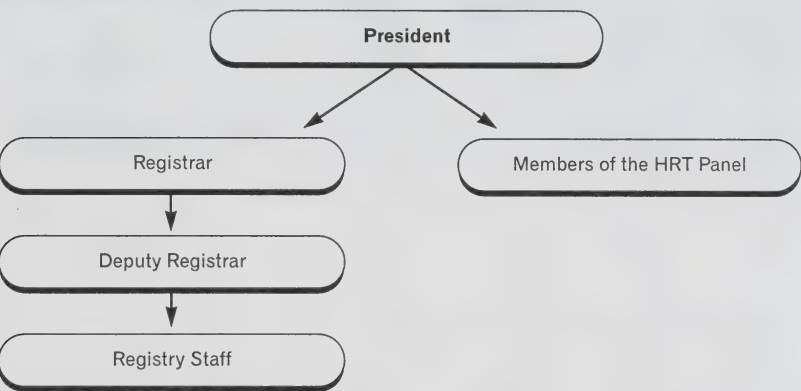 President
Registrar
Members of the HRT Panel
Deputy Registrar
Registry Staff